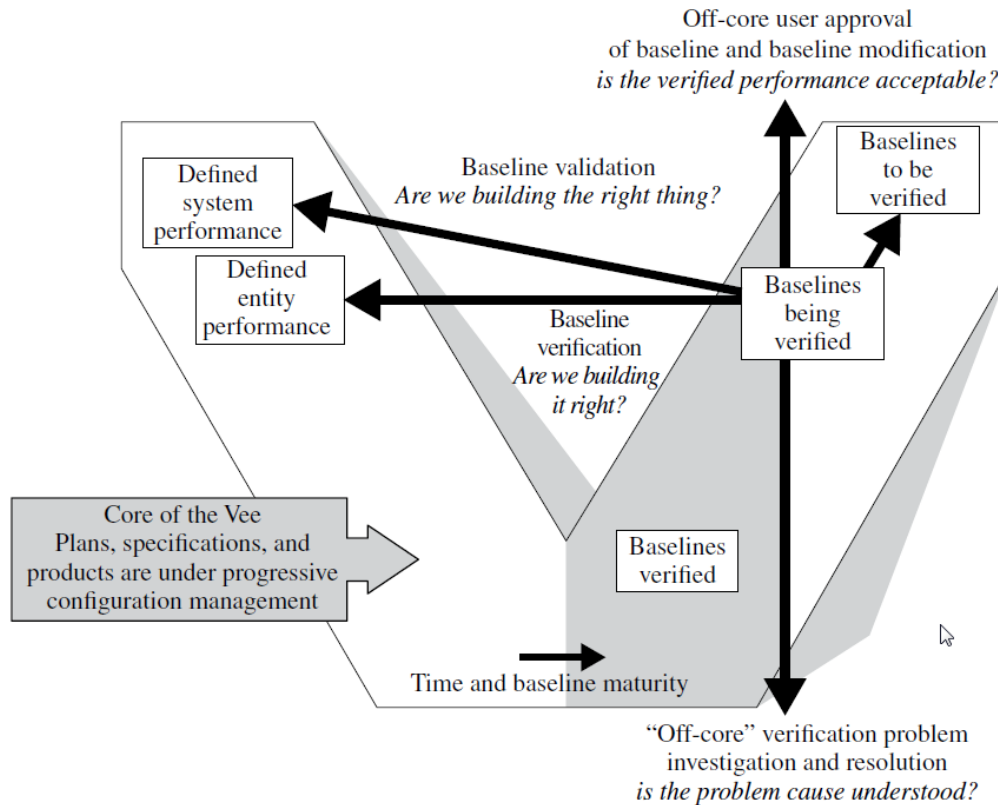 Off-core user approval
of baseline and baseline modification
is the verified performance acceptable?
Baselines
to be
verified
Baseline validation
Are we building the right thing?
Defined
system
performance
Defined
entity
performance
Baselines
being
verified
Baseline
verification
Are we building
it right?
Core of the Vee
Plans, specifications, and
products are under progressive
configuration management
Baselines
verified
Time and baseline maturity
“Off-core” verification problem
investigation and resolution
is the problem cause understood?